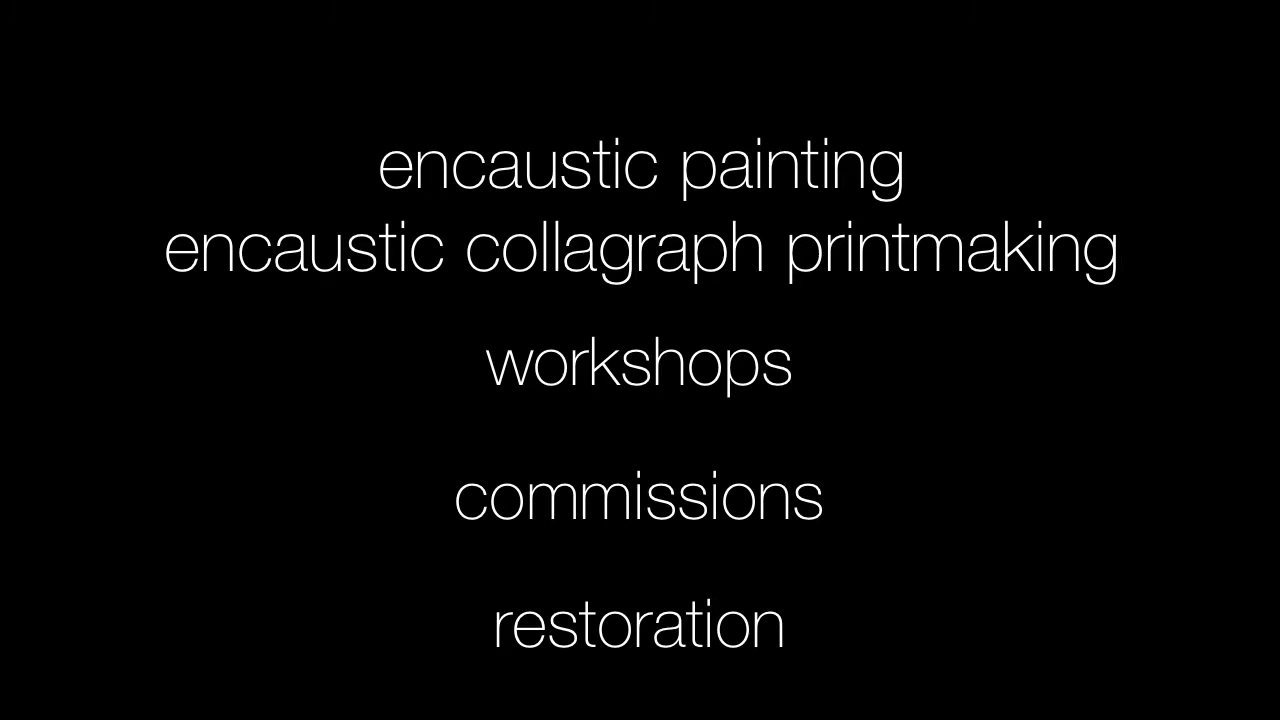 encaustic painting
encaustic collagraph printmaking
workshops
commissions
restoration